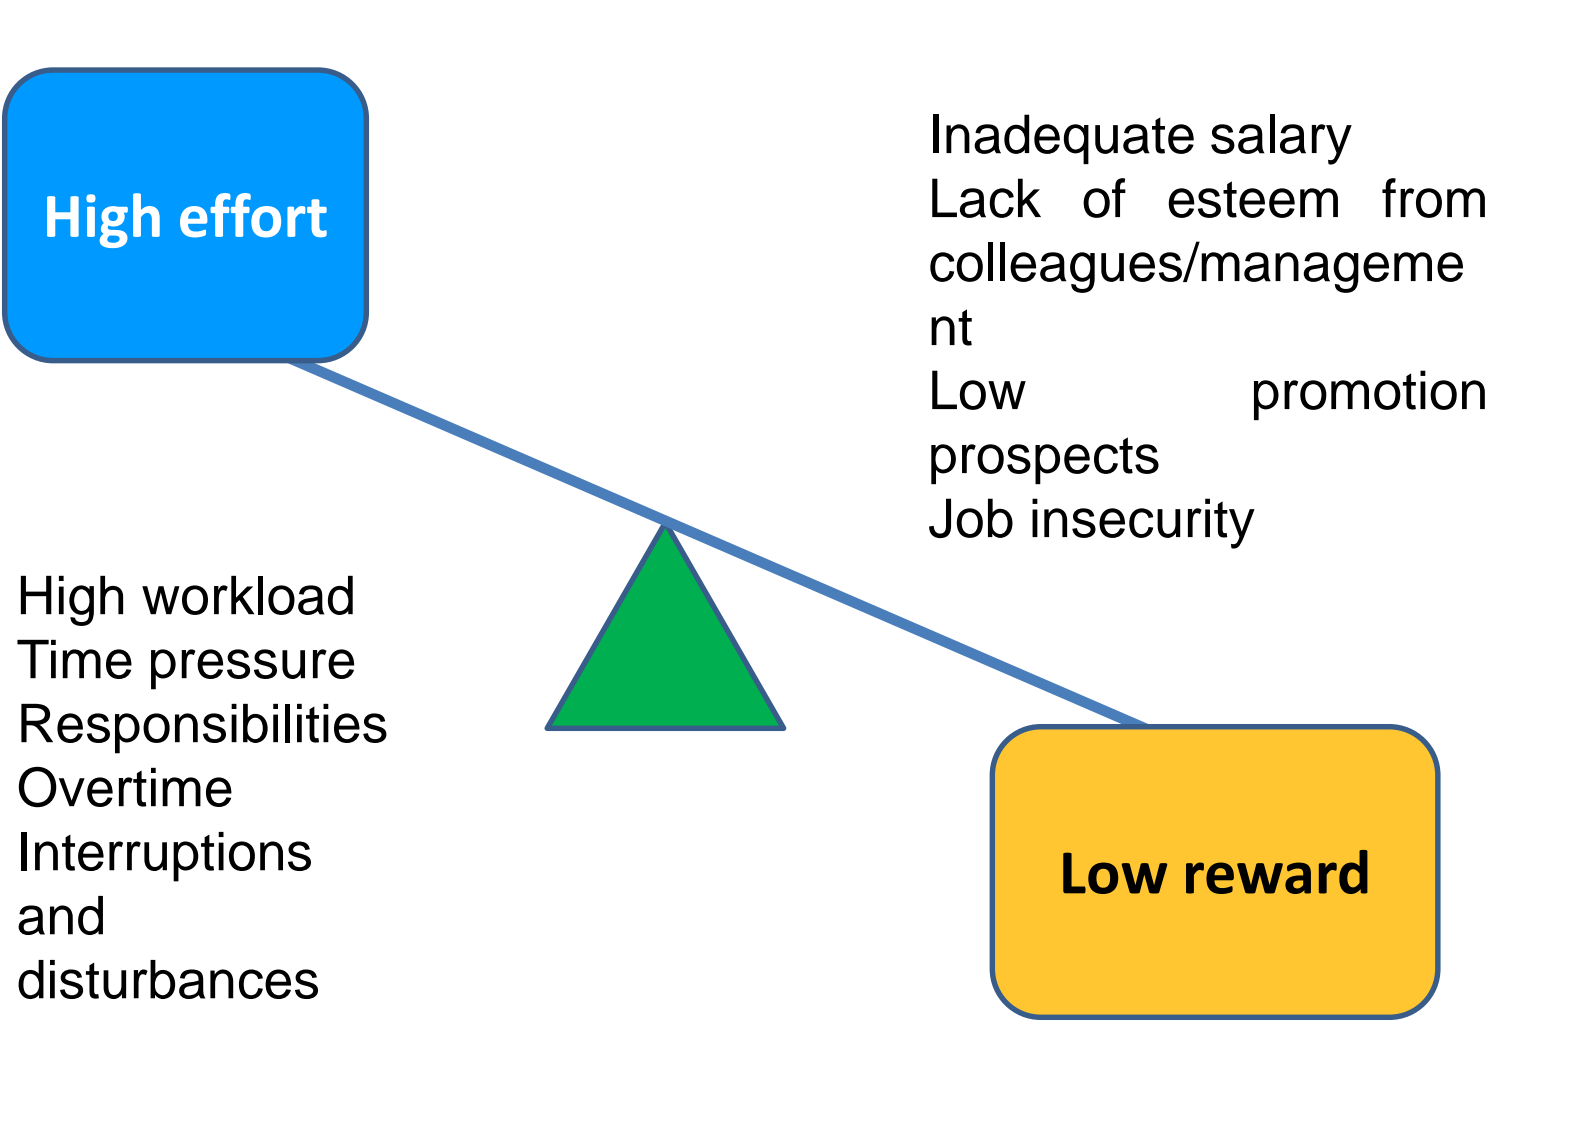 High effort
Inadequate salary
Lack of esteem from
colleagues/manageme
nt
Low promotion
prospects
Job insecurity
High workload
Time pressure
Responsibilities
Overtime
Interruptions
and
disturbances
Low reward